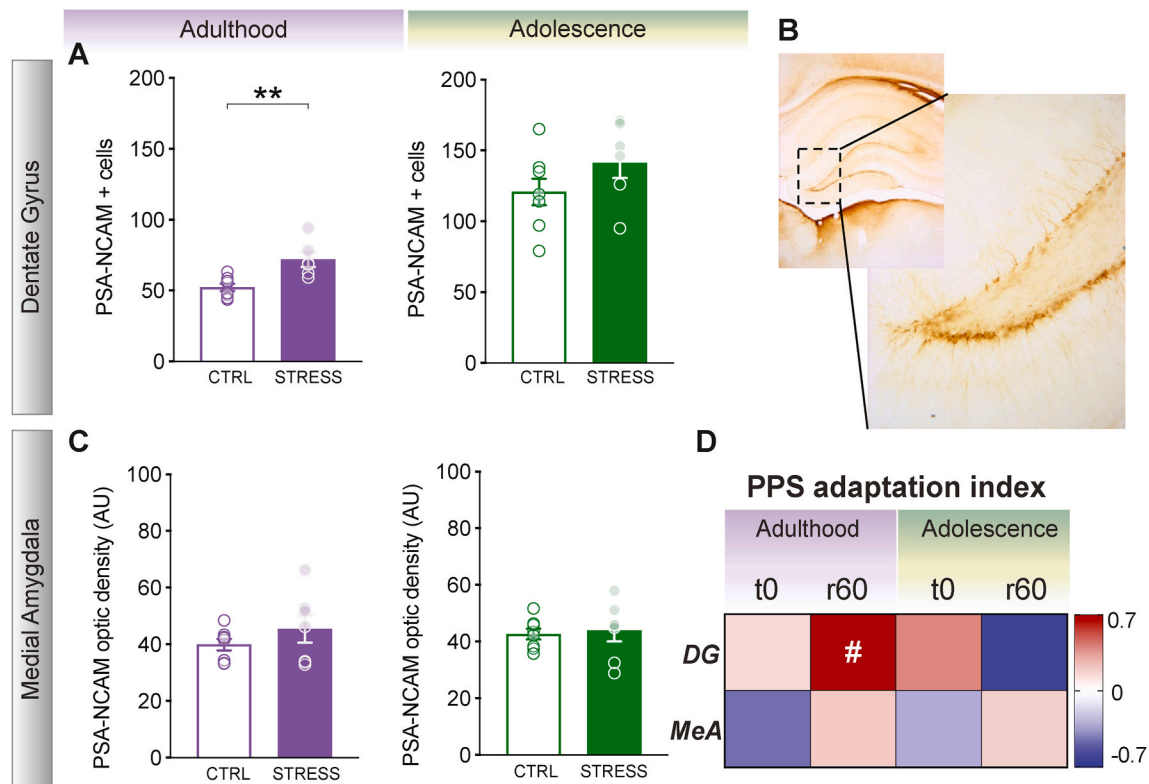 Adulthood
Adolescence
Dentate Gyrus
A
PSA-NCAM + cells
200
150
100
50
0
**
CTRL
STRESS
PSA-NCAM + cells
200
150
100
50
0
CTRL
STRESS
B
Medial Amygdala
C
PSA-NCAM optic density (AU)
100
80
60
40
20
0
CTRL
STRESS
PSA-NCAM optic density (AU)
100
80
60
40
20
0
CTRL
STRESS
D
PPS adaptation index
Adulthood
Adolescence
t0 r60 t0 r60
DG
#
MeA
0.7
0
-0.7